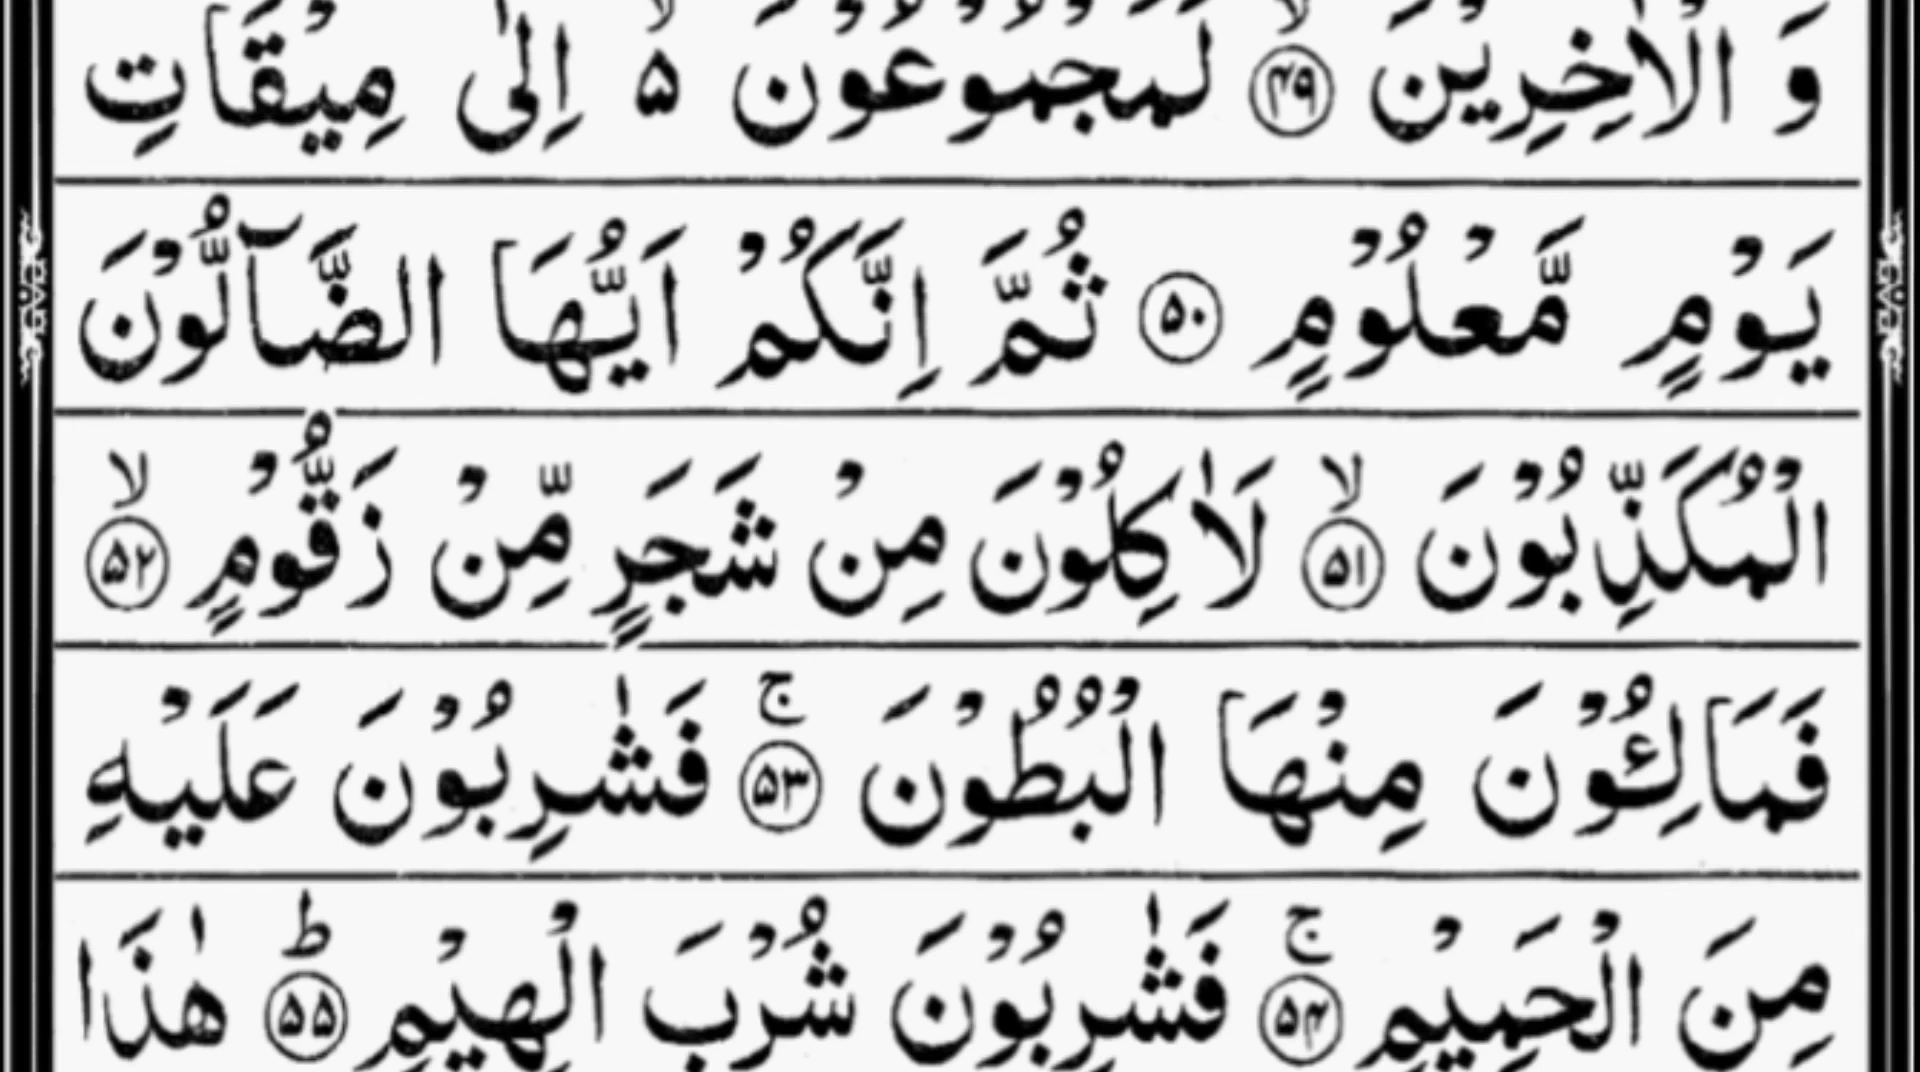 وَ الْاٰخِرِیْنَ ﴿۴۹﴾ۙ لَمَجْمُوْعُوْنَ ۙ۵ اِلٰی مِیْقَاتِ
یَوْمٍ مَّعْلُوْمٍ ﴿۵۰﴾ ثُمَّ اِنَّكُمْ اَیُّهَا الضَّآلُّوْنَ
الْمُكَذِّبُوْنَ ﴿۵۱﴾ۙ لَاٰكِلُوْنَ مِنْ شَجَرٍ مِّنْ زَقُّوْمٍ ﴿۵۲﴾ۙ
فَمَالِـُٔوْنَ مِنْهَا الْبُطُوْنَ ﴿۵۳﴾ۚ فَشٰرِبُوْنَ عَلَیْهِ
مِنَ الْحَمِیْمِ ﴿۵۴﴾ۚ فَشٰرِبُوْنَ شُرْبَ الْهِیْمِ ﴿۵۵﴾ؕ هٰذَا